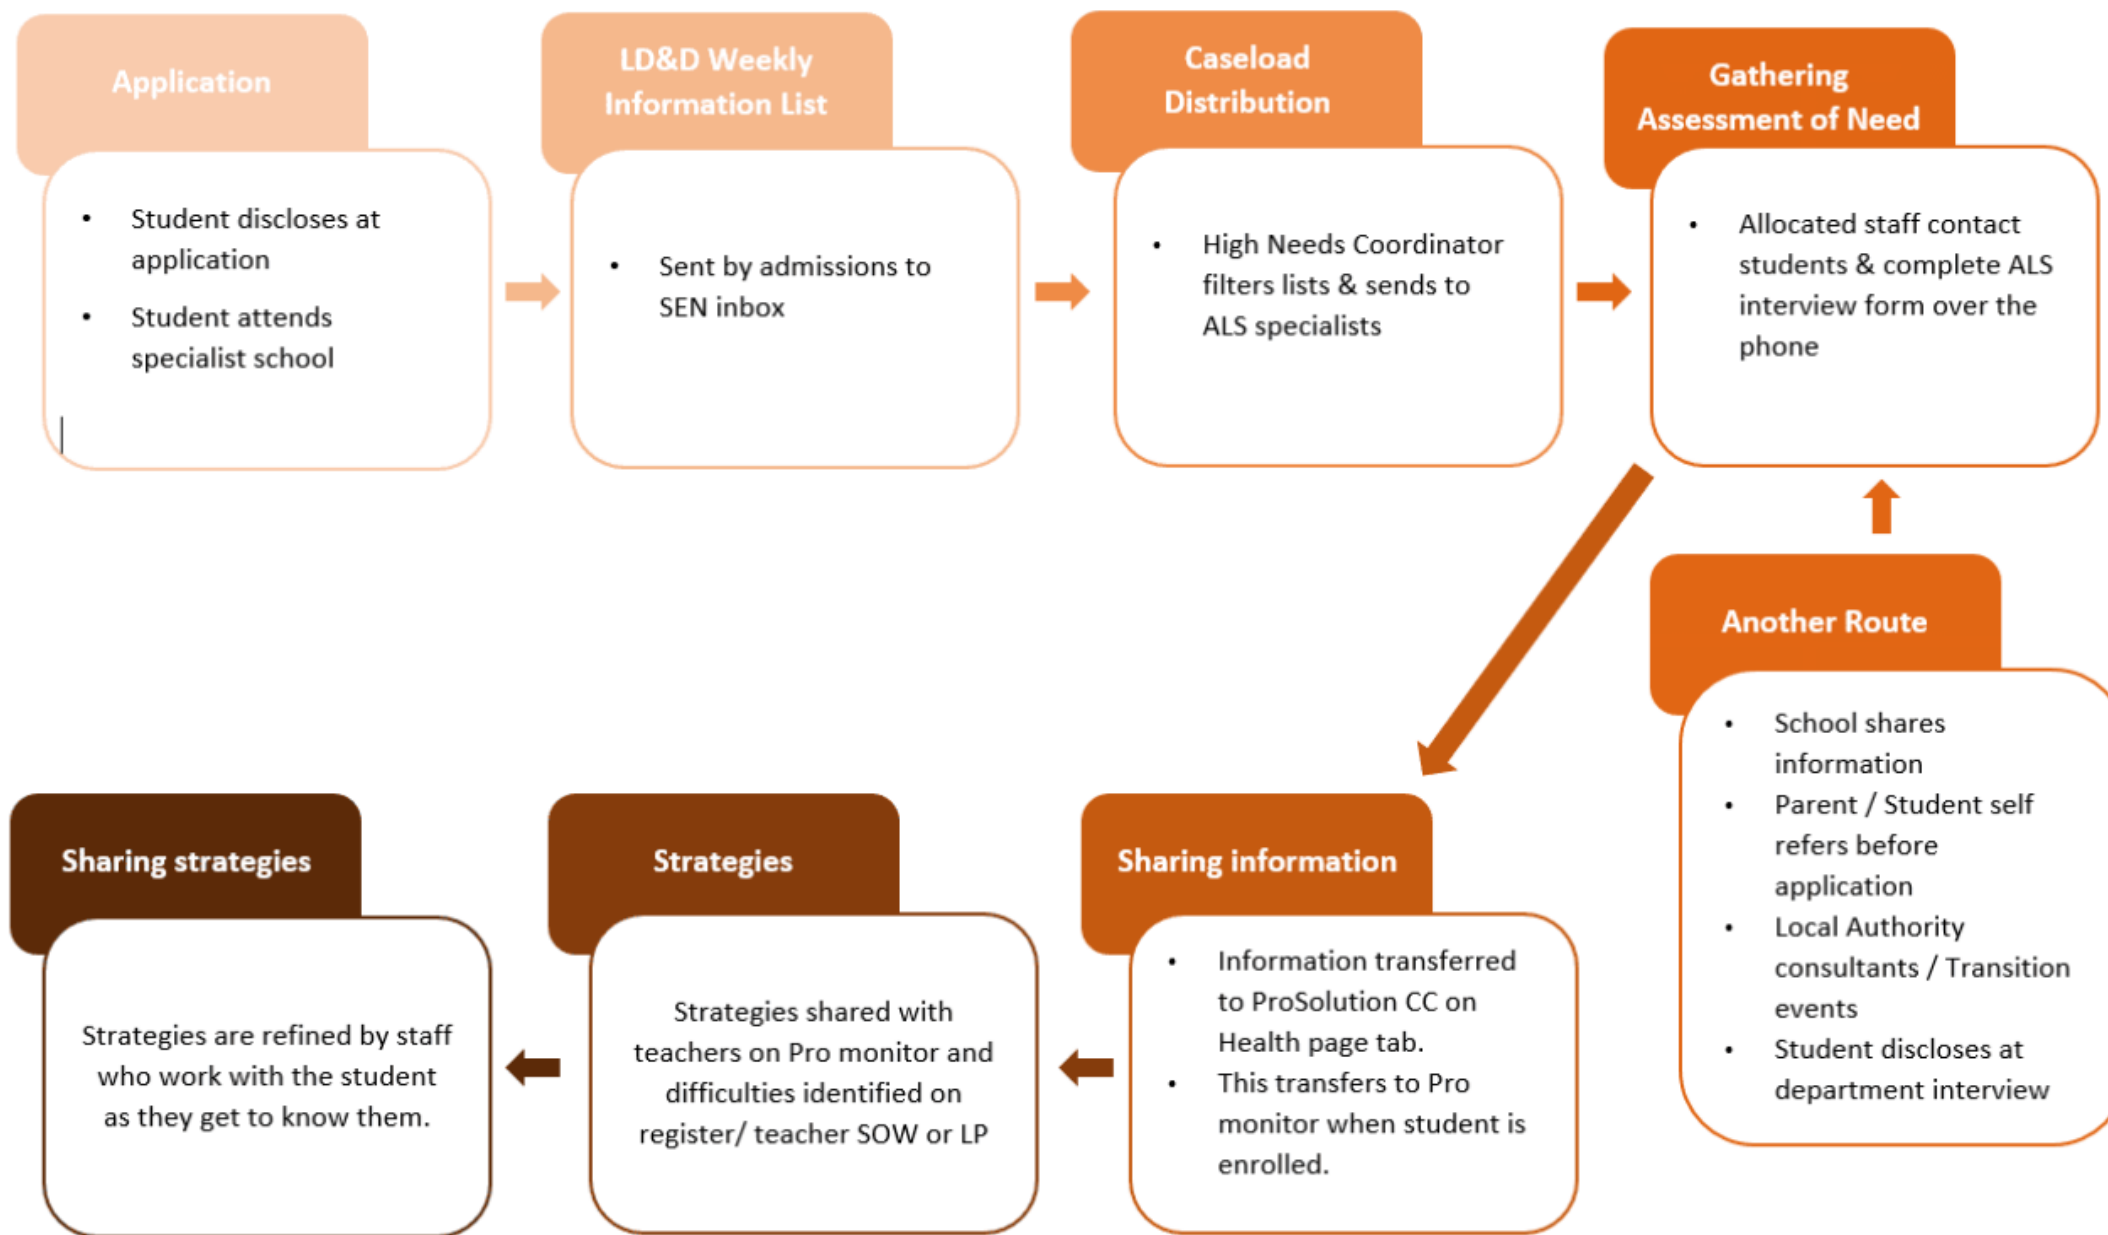 Application
• Student discloses at
application
• Student attends
specialist school
LD&D Weekly
Information List
• Sent by admissions to
SEN inbox
Caseload
Distribution
• High Needs Coordinator
filters lists & sends to
ALS specialists
Gathering
Assessment of Need
• Allocated staff contact
students & complete ALS
interview form over the
phone
Another Route
• School shares
information
• Parent / Student self
refers before
application
• Local Authority
consultants / Transition
events
• Student discloses at
department interview
Sharing information
• Information transferred
to ProSolution CC on
Health page tab.
• This transfers to Pro
monitor when student is
enrolled.
Strategies
Strategies shared with
teachers on Pro monitor and
difficulties identified on
register/ teacher SOW or LP
Sharing strategies
Strategies are refined by staff
who work with the student
as they get to know them.